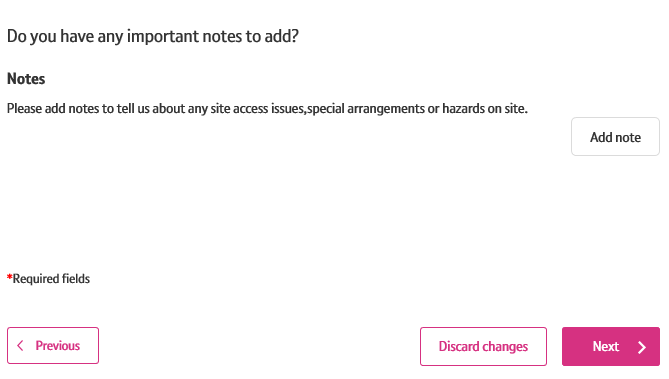 Do you have any important notes to add?
Notes
Please add notes to tell us about any site access issues,special arrangements or hazards on site.
Add note
*Required fields
Previous
Discard changes
Next